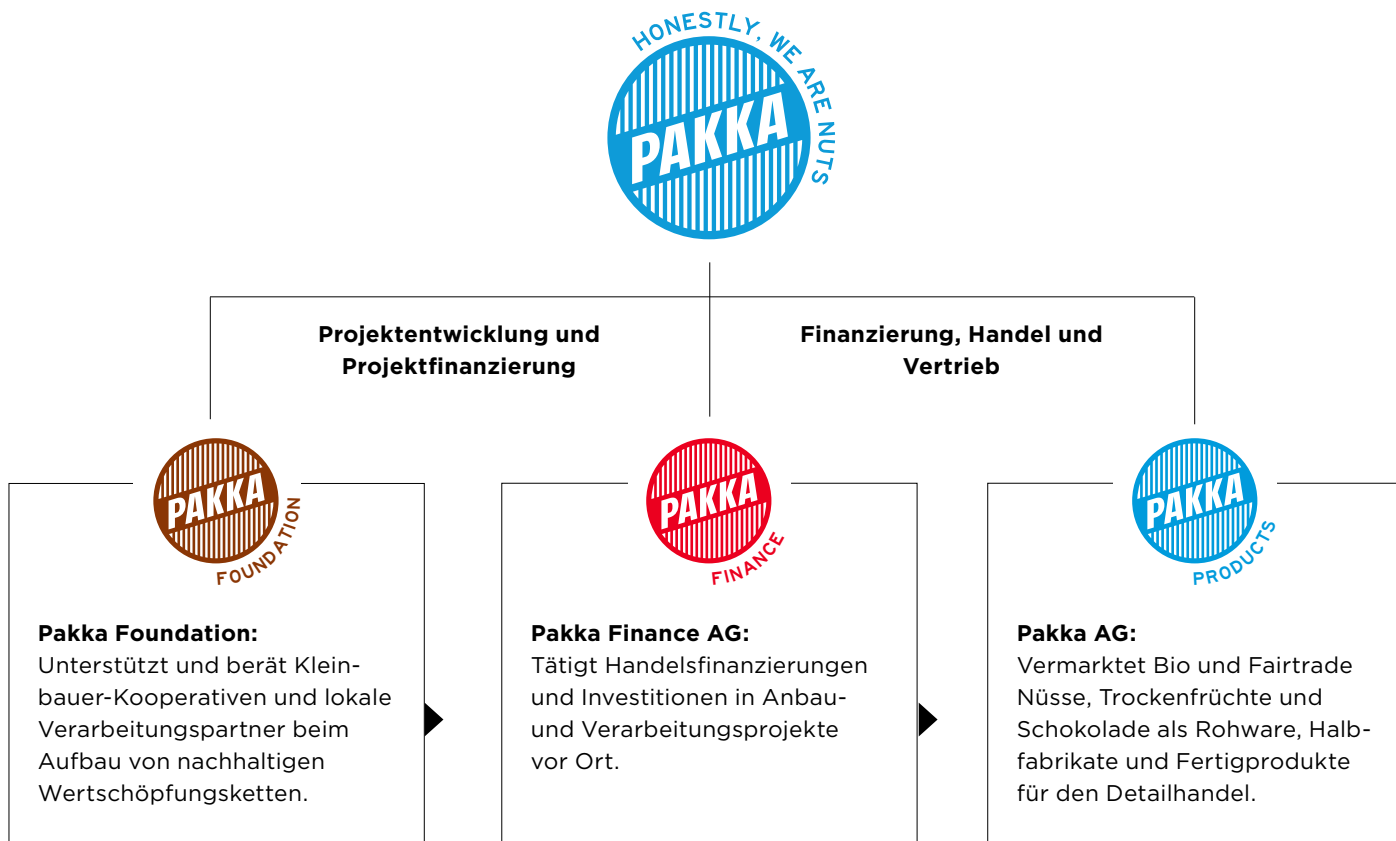 HONESTLY, WE ARE NUTS
PAKKA
Projektentwicklung und
Projektfinanzierung
Finanzierung, Handel und
Vertrieb
PAKKA
FOUNDATION
PAKKA
FINANCE
PAKKA
PRODUCTS
Pakka Foundation:
Unterstützt und berät Klein-
bauer-Kooperativen und lokale
Verarbeitungspartner beim
Aufbau von nachhaltigen
Wertschöpfungsketten.
Pakka Finance AG:
Tätigt Handelsfinanzierungen
und Investitionen in Anbau-
und Verarbeitungsprojekte
vor Ort.
Pakka AG:
Vermarktet Bio und Fairtrade
Nüsse, Trockenfrüchte und
Schokolade als Rohware, Halb-
fabrikate und Fertigprodukte
für den Detailhandel.